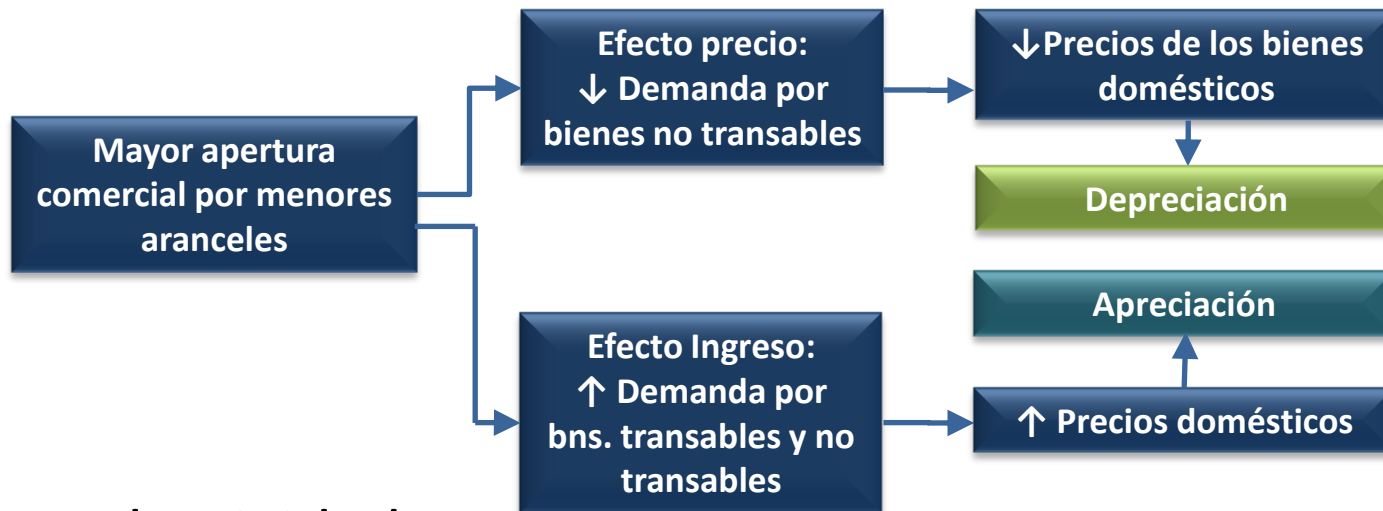 Mayor apertura
comercial por menores
aranceles
Efecto precio:
↓ Demanda por
bienes no transables
↓Precios de los bienes
domésticos
Depreciación
Efecto Ingreso:
↑ Demanda por
bns. transables y no
transables
↑ Precios domésticos
Apreciación